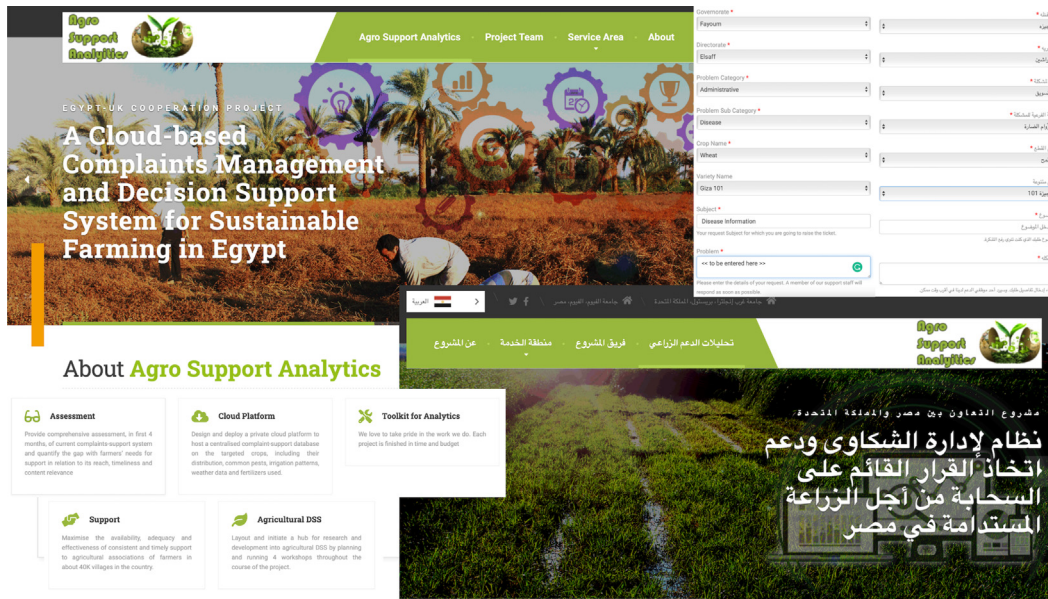 Agro
Support
Analyitics
Agro Support Analytics
Project Team
Service Area
About
EGYPT-UK COOPERATION PROJECT
A Cloud-based
Complaints Management
and Decision Support
System for Sustainable
Farming in Egypt
Governorate *
Fayoum
Directorate *
Elsaff
Problem Category *
Administrative
Problem Sub Category *
Disease
Crop Name *
Wheat
Variety Name
Giza 101
Subject *
Disease Information
Your request Subject for which you are going to raise the ticket.
Problem *
<< to be entered here >>
Please enter the details of your request. A member of our support staff will
respond as soon as possible.
جيزة 101
About Agro Support Analytics
Assessment
Provide comprehensive assessment, in first 4
months, of current complaints-support system
and quantify the gap with farmers' needs for
support in relation to its reach, timeliness and
content relevance
Cloud Platform
Design and deploy a private cloud platform to
host a centralised complaint-support database
on the targeted crops, including their
distribution, common pests, irrigation patterns,
weather data and fertilizers used.
Toolkit for Analytics
We love to take pride in the work we do. Each
project is finished in time and budget
Support
Maximise the availability, adequacy and
effectiveness of consistent and timely support
to agricultural associations of farmers in
about 40K villages in the country.
Agricultural DSS
Layout and initiate a hub for research and
development into agricultural DSS by planning
and running 4 workshops throughout the
course of the project.
العربية
جامعة الفيوم، الفيوم، مصر
Agro
Support
Analyitics
تحليلات الدعم الزراعي
فريق المشروع
منطقة الخدمة
عن المشروع
مشروع التعاون بين مصر والمملكة المتحدة
نظام لإدارة الشكاوى ودعم
اتخاذ القرار القائم على
السحابة من أجل الزراعة
المستدامة في مصر